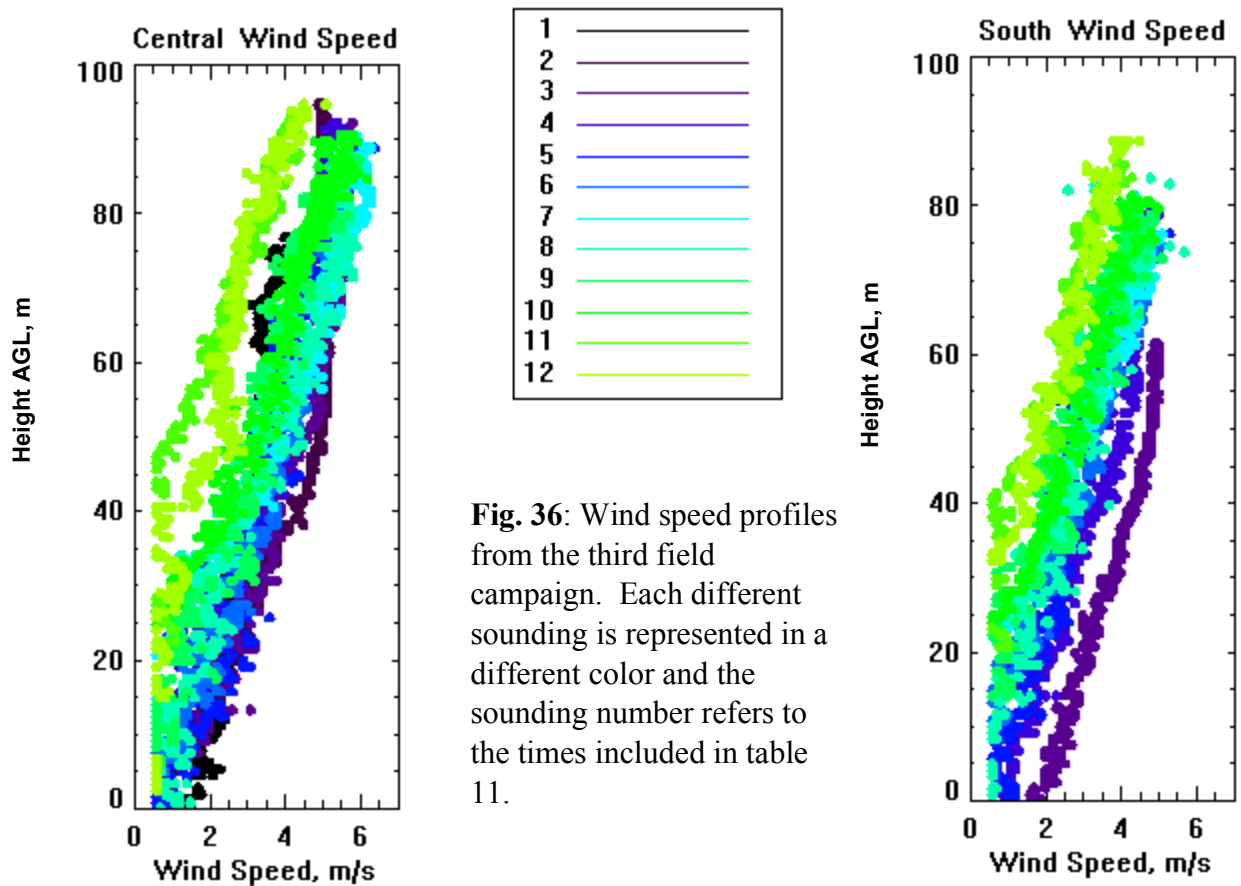 Central Wind Speed
100
80
60
40
20
0
0 2 4 6
Wind Speed, m/s
Height AGL, m
1
2
3
4
5
6
7
8
9
10
11
12
Fig. 36: Wind speed profiles
from the third field
campaign. Each different
sounding is represented in a
different color and the
sounding number refers to
the times included in table
11.
South Wind Speed
100
80
60
40
20
0
0 2 4 6
Wind Speed, m/s
Height AGL, m